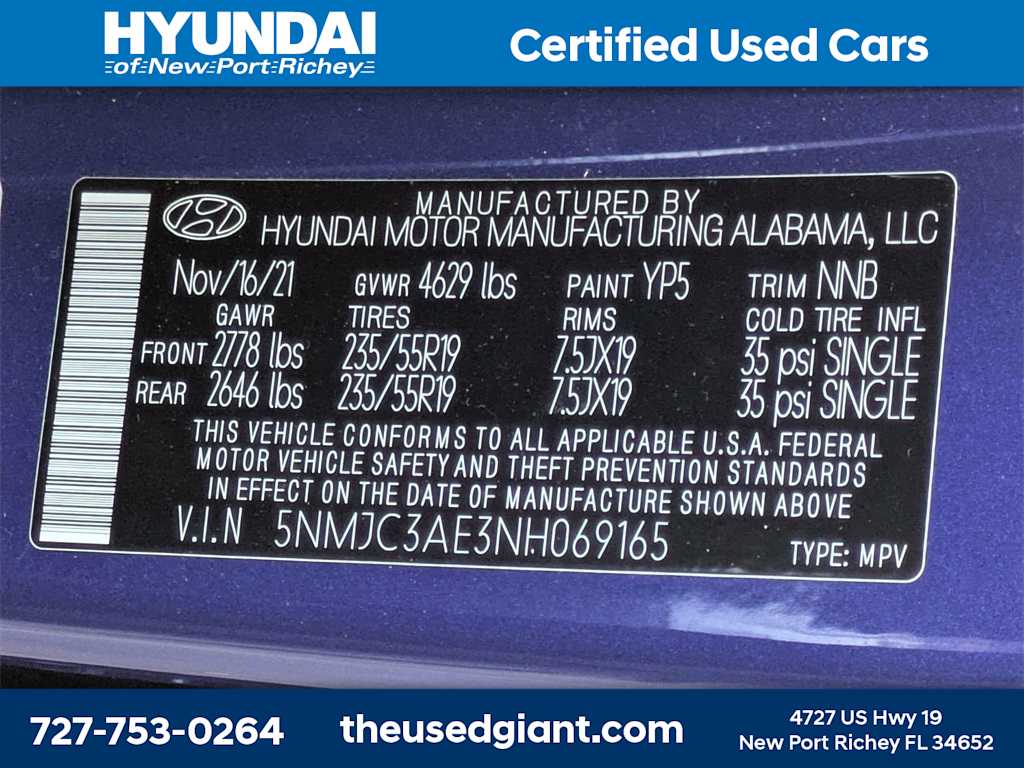 HYUNDAI
of New Port Richey
Certified Used Cars
MANUFACTURED BY
HYUNDAI MOTOR MANUFACTURING ALABAMA, LLC
Nov/16/21 GVWR 4629 lbs PAINT YP5 TRIM NNB
GAWR TIRES RIMS COLD TIRE INFL
FRONT 2778 lbs 235/55R19 7.5JX19 35 psi SINGLE
REAR 2646 lbs 235/55R19 7.5JX19 35 psi SINGLE
THIS VEHICLE CONFORMS TO ALL APPLICABLE U.S.A. FEDERAL
MOTOR VEHICLE SAFETY AND THEFT PREVENTION STANDARDS
IN EFFECT ON THE DATE OF MANUFACTURE SHOWN ABOVE
V.I.N 5NMJC3AE3NH069165
TYPE: MPV
727-753-0264
theusedgiant.com
4727 US Hwy 19
New Port Richey FL 34652